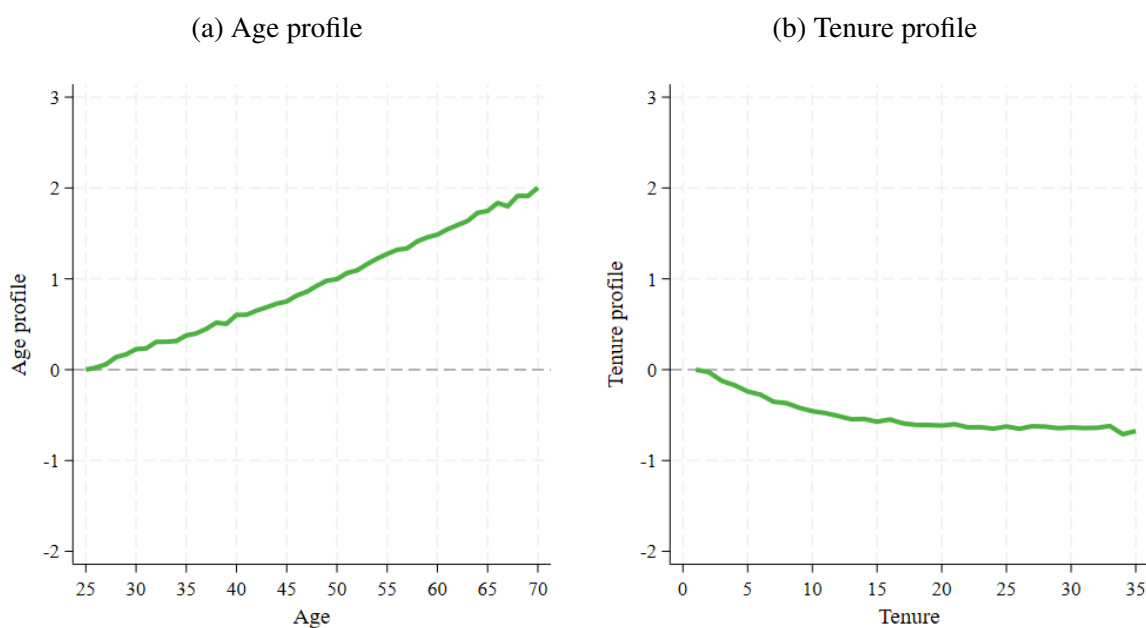 (a) Age profile
3
2
1
0
-1
-2
Age profile
25 30 35 40 45 50 55 60 65 70
Age
(b) Tenure profile
3
2
1
0
-1
-2
Tenure profile
0 5 10 15 20 25 30 35
Tenure